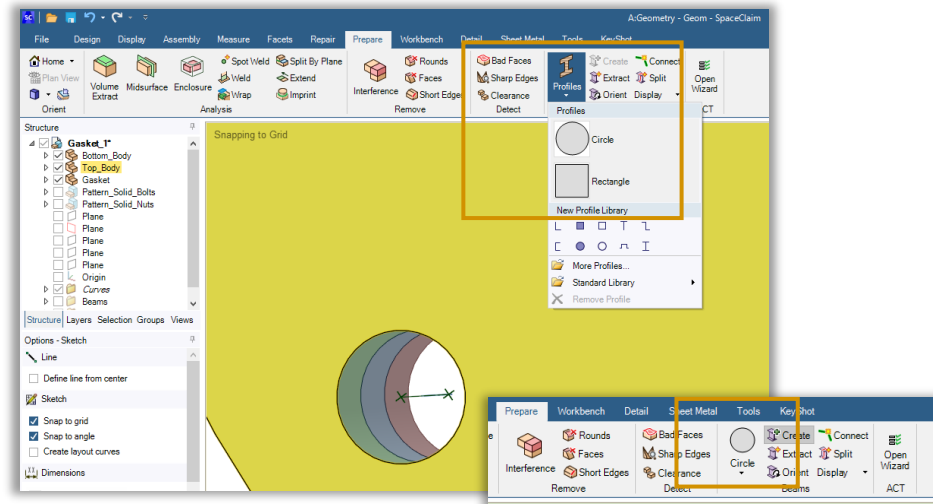 A:Geometry - Geom - SpaceClaim
File Design Display Assembly Measure Facets Repair Prepare Workbench Detail Sheet Metal Tools KeyShot
Home
Plan View
Orient
Volume Extract
Midsurface
Enclosure
Spot Weld
Split By Plane
Weld
Extend
Wrap
Imprint
Analysis
Interference
Rounds
Faces
Short Edges
Remove
Bad Faces
Sharp Edges
Clearance
Detect
Profiles
Create
Connect
Extract
Split
Orient
Display
Open Wizard
ACT
Structure
Gasket_1*
Bottom_Body
Top_Body
Gasket
Pattern_Solid_Bolts
Pattern_Solid_Nuts
Plane
Plane
Plane
Plane
Plane
Origin
Curves
Beams
Structure Layers Selection Groups Views
Options - Sketch
Line
Define line from center
Sketch
Snap to grid
Snap to angle
Create layout curves
Dimensions
Snapping to Grid
Profiles
Circle
Rectangle
New Profile Library
More Profiles...
Standard Library
Remove Profile
Prepare Workbench Detail Sheet Metal Tools KeyShot
Interference
Rounds
Faces
Short Edges
Remove
Bad Faces
Sharp Edges
Clearance
Detect
Circle
Create
Connect
Extract
Split
Orient
Display
Beams
Open Wizard
ACT